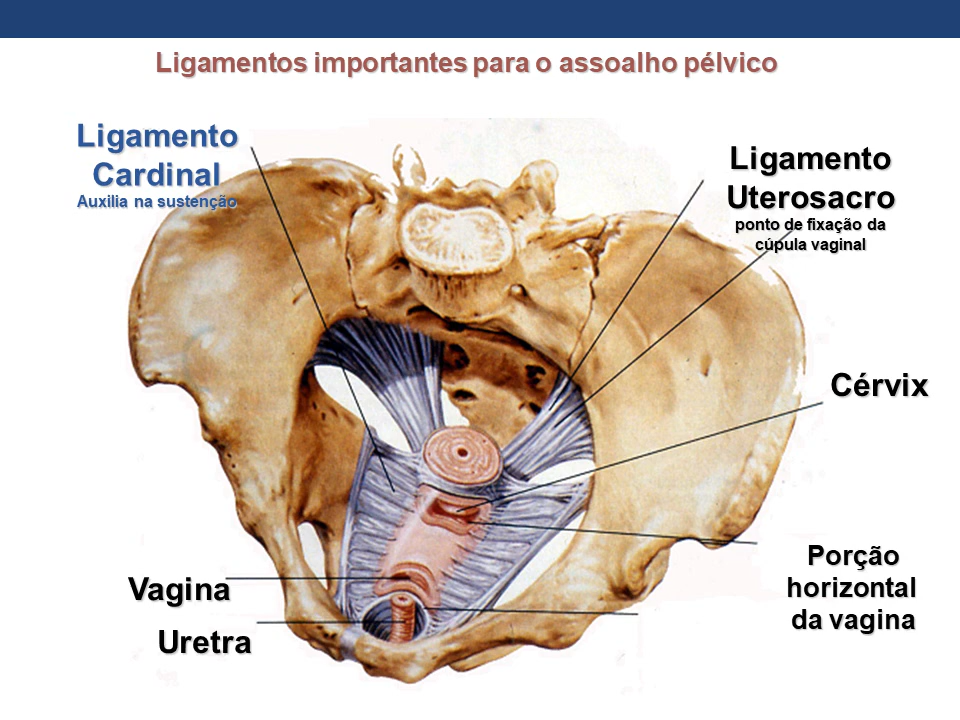 Ligamentos importantes para o assoalho pélvico
Ligamento
Cardinal
Auxilia na sustenção
Ligamento
Uterosacro
ponto de fixação da
cúpula vaginal
Cérvix
Porção
horizontal
da vagina
Vagina
Uretra